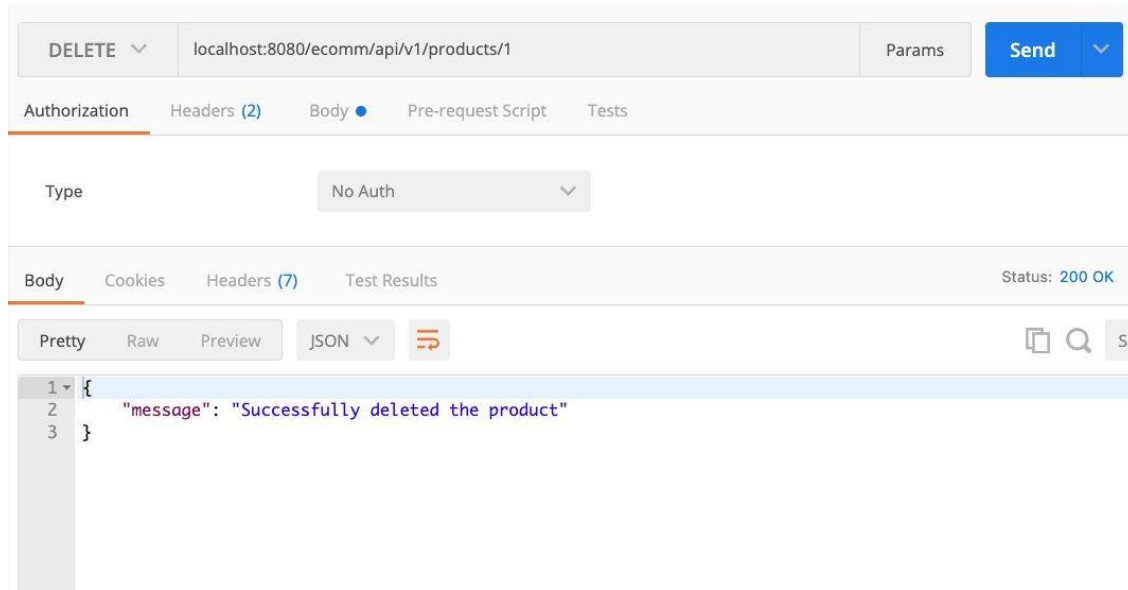 DELETE localhost:8080/ecomm/api/v1/products/1 Params Send
Authorization Headers (2) Body Pre-request Script Tests
Type No Auth
Body Cookies Headers (7) Test Results Status: 200 OK
Pretty Raw Preview JSON S
1 {
2 "message": "Successfully deleted the product"
3 }